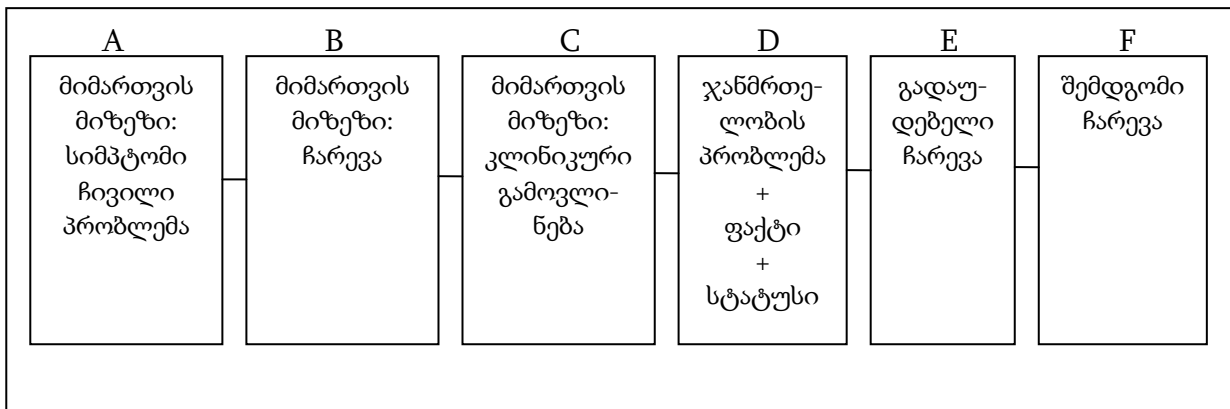 A
მიმართვის
მიზეზი:
სიმპტომი
ჩივილი
პრობლემა
B
მიმართვის
მიზეზი:
ჩარევა
C
მიმართვის
მიზეზი:
კლინიკური
გამოვლი-
ნება
D
ჯანმრთე-
ლობის
პრობლემა
+
ფაქტი
+
სტატუსი
E
გადაუ-
დებელი
ჩარევა
F
შემდგომი
ჩარევა